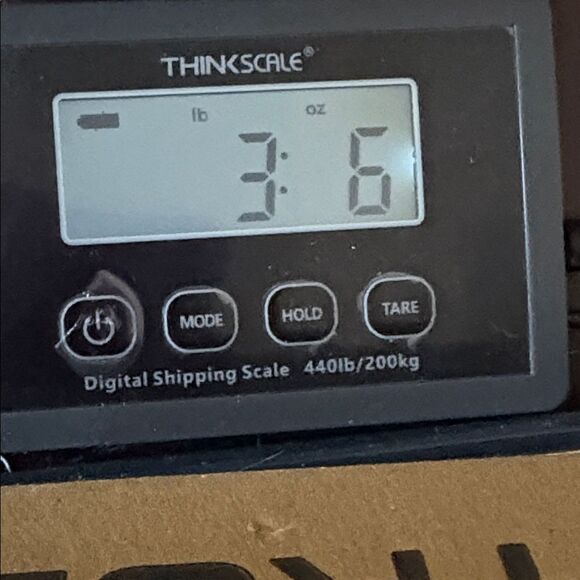 THINKSCALE®
lb oz
3: 6
MODE HOLD TARE
Digital Shipping Scale 440lb/200kg